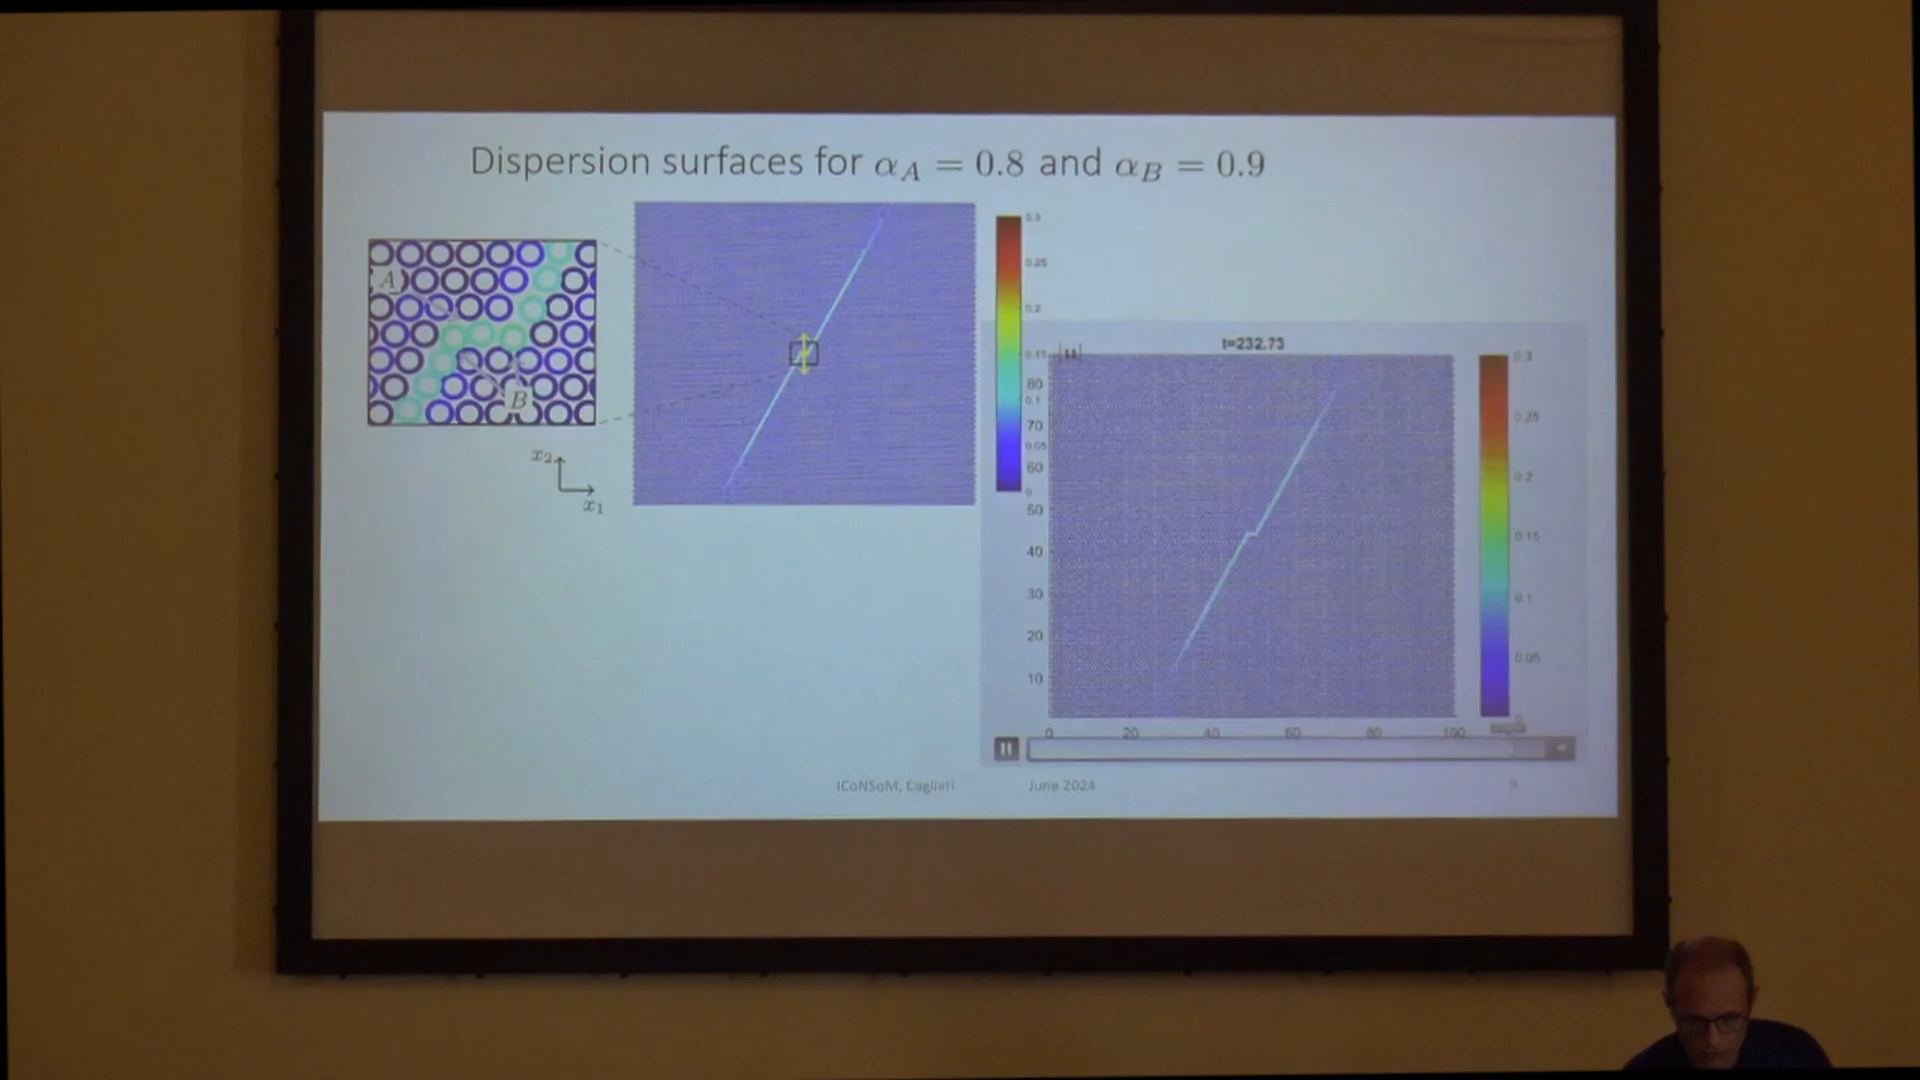 Dispersion surfaces for α_A = 0.8 and α_B = 0.9
A
B
x₂
x₁
0.3
0.25
0.2
0.15
0.1
0.05
0
t=232.73
|u|
80
70
60
50
40
30
20
10
0 20 40 60 80 100
0.3
0.25
0.2
0.15
0.1
0.05
ICoNSoM, Cagliari June 2024